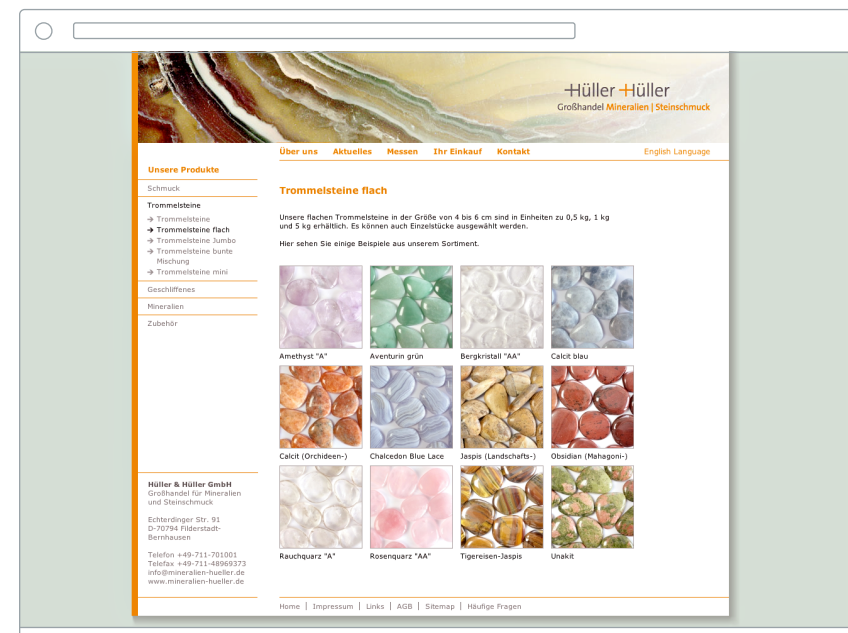 Hüller Hüller
Großhandel Mineralien | Steinschmuck
Über uns Aktuelles Messen Ihr Einkauf Kontakt English Language
Unsere Produkte
Schmuck
Trommelsteine
→ Trommelsteine
→ Trommelsteine flach
→ Trommelsteine Jumbo
→ Trommelsteine bunte
Mischung
→ Trommelsteine mini
Geschliffenes
Mineralien
Zubehör
Trommelsteine flach
Unsere flachen Trommelsteine in der Größe von 4 bis 6 cm sind in Einheiten zu 0,5 kg, 1 kg
und 5 kg erhältlich. Es können auch Einzelstücke ausgewählt werden.
Hier sehen Sie einige Beispiele aus unserem Sortiment.
Amethyst "A" Aventurin grün Bergkristall "AA" Calcit blau
Calcit (Orchideen-) Chalcedon Blue Lace Jaspis (Landschafts-) Obsidian (Mahagoni-)
Rauchquarz "A" Rosenquarz "AA" Tigereisen-Jaspis Unakit
Hüller & Hüller GmbH
Großhandel für Mineralien
und Steinschmuck
Echterdinger Str. 91
D-70794 Filderstadt-
Bernhausen
Telefon +49-711-701001
Telefax +49-711-48969373
info@mineralien-hueller.de
www.mineralien-hueller.de
Home | Impressum | Links | AGB | Sitemap | Häufige Fragen